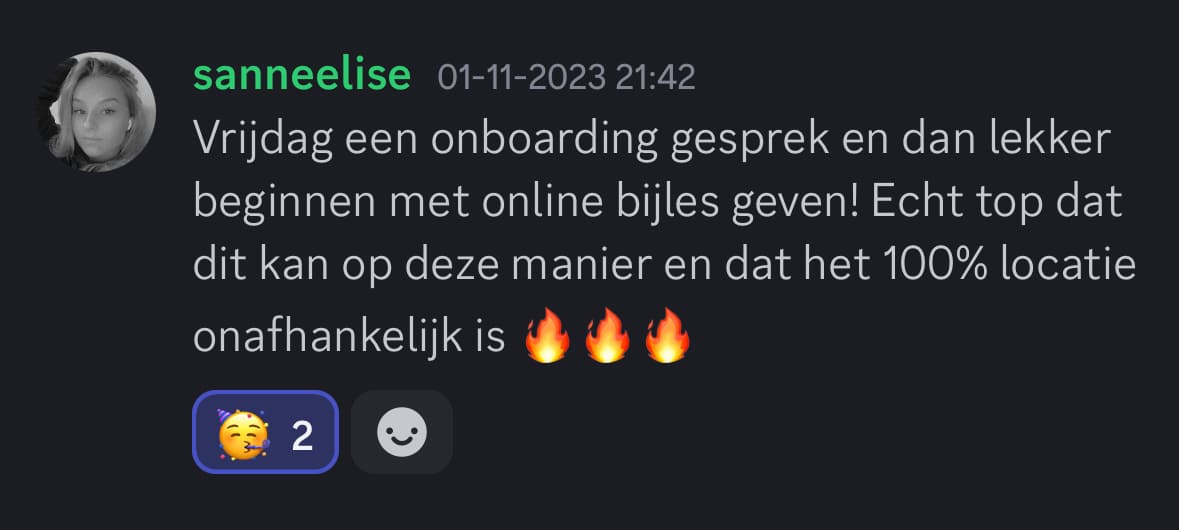 sanneelise 01-11-2023 21:42
Vrijdag een onboarding gesprek en dan lekker
beginnen met online bijles geven! Echt top dat
dit kan op deze manier en dat het 100% locatie
onafhankelijk is 🔥🔥🔥
🥳 2